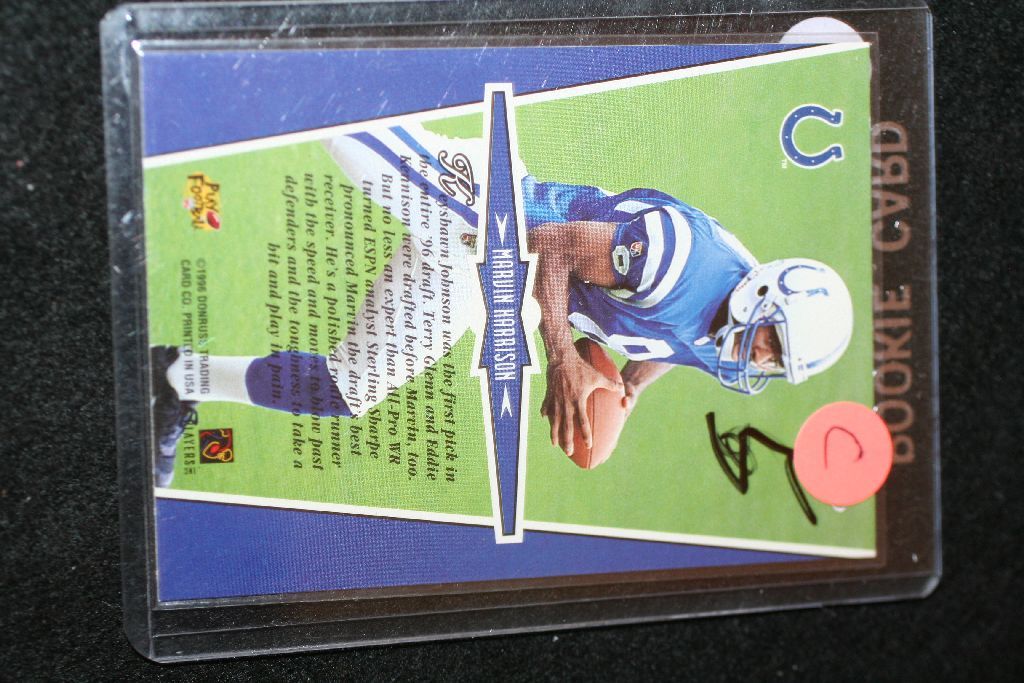 ROOKIE CARD
C
MARVIN HARRISON
Keyshawn Johnson was the first pick in
the entire '96 draft. Terry Glenn and Eddie
Kennison were drafted before Marvin, too.
But no less an expert than All-Pro WR
turned ESPN analyst Sterling Sharpe
pronounced Marvin the draft's best
receiver. He's a polished route runner
with the speed and moves to blow past
defenders and the toughness to take a
hit and play in pain.
Play
Football
©1996 DONRUSS TRADING
CARD CO. PRINTED IN USA
PLAYERS INC